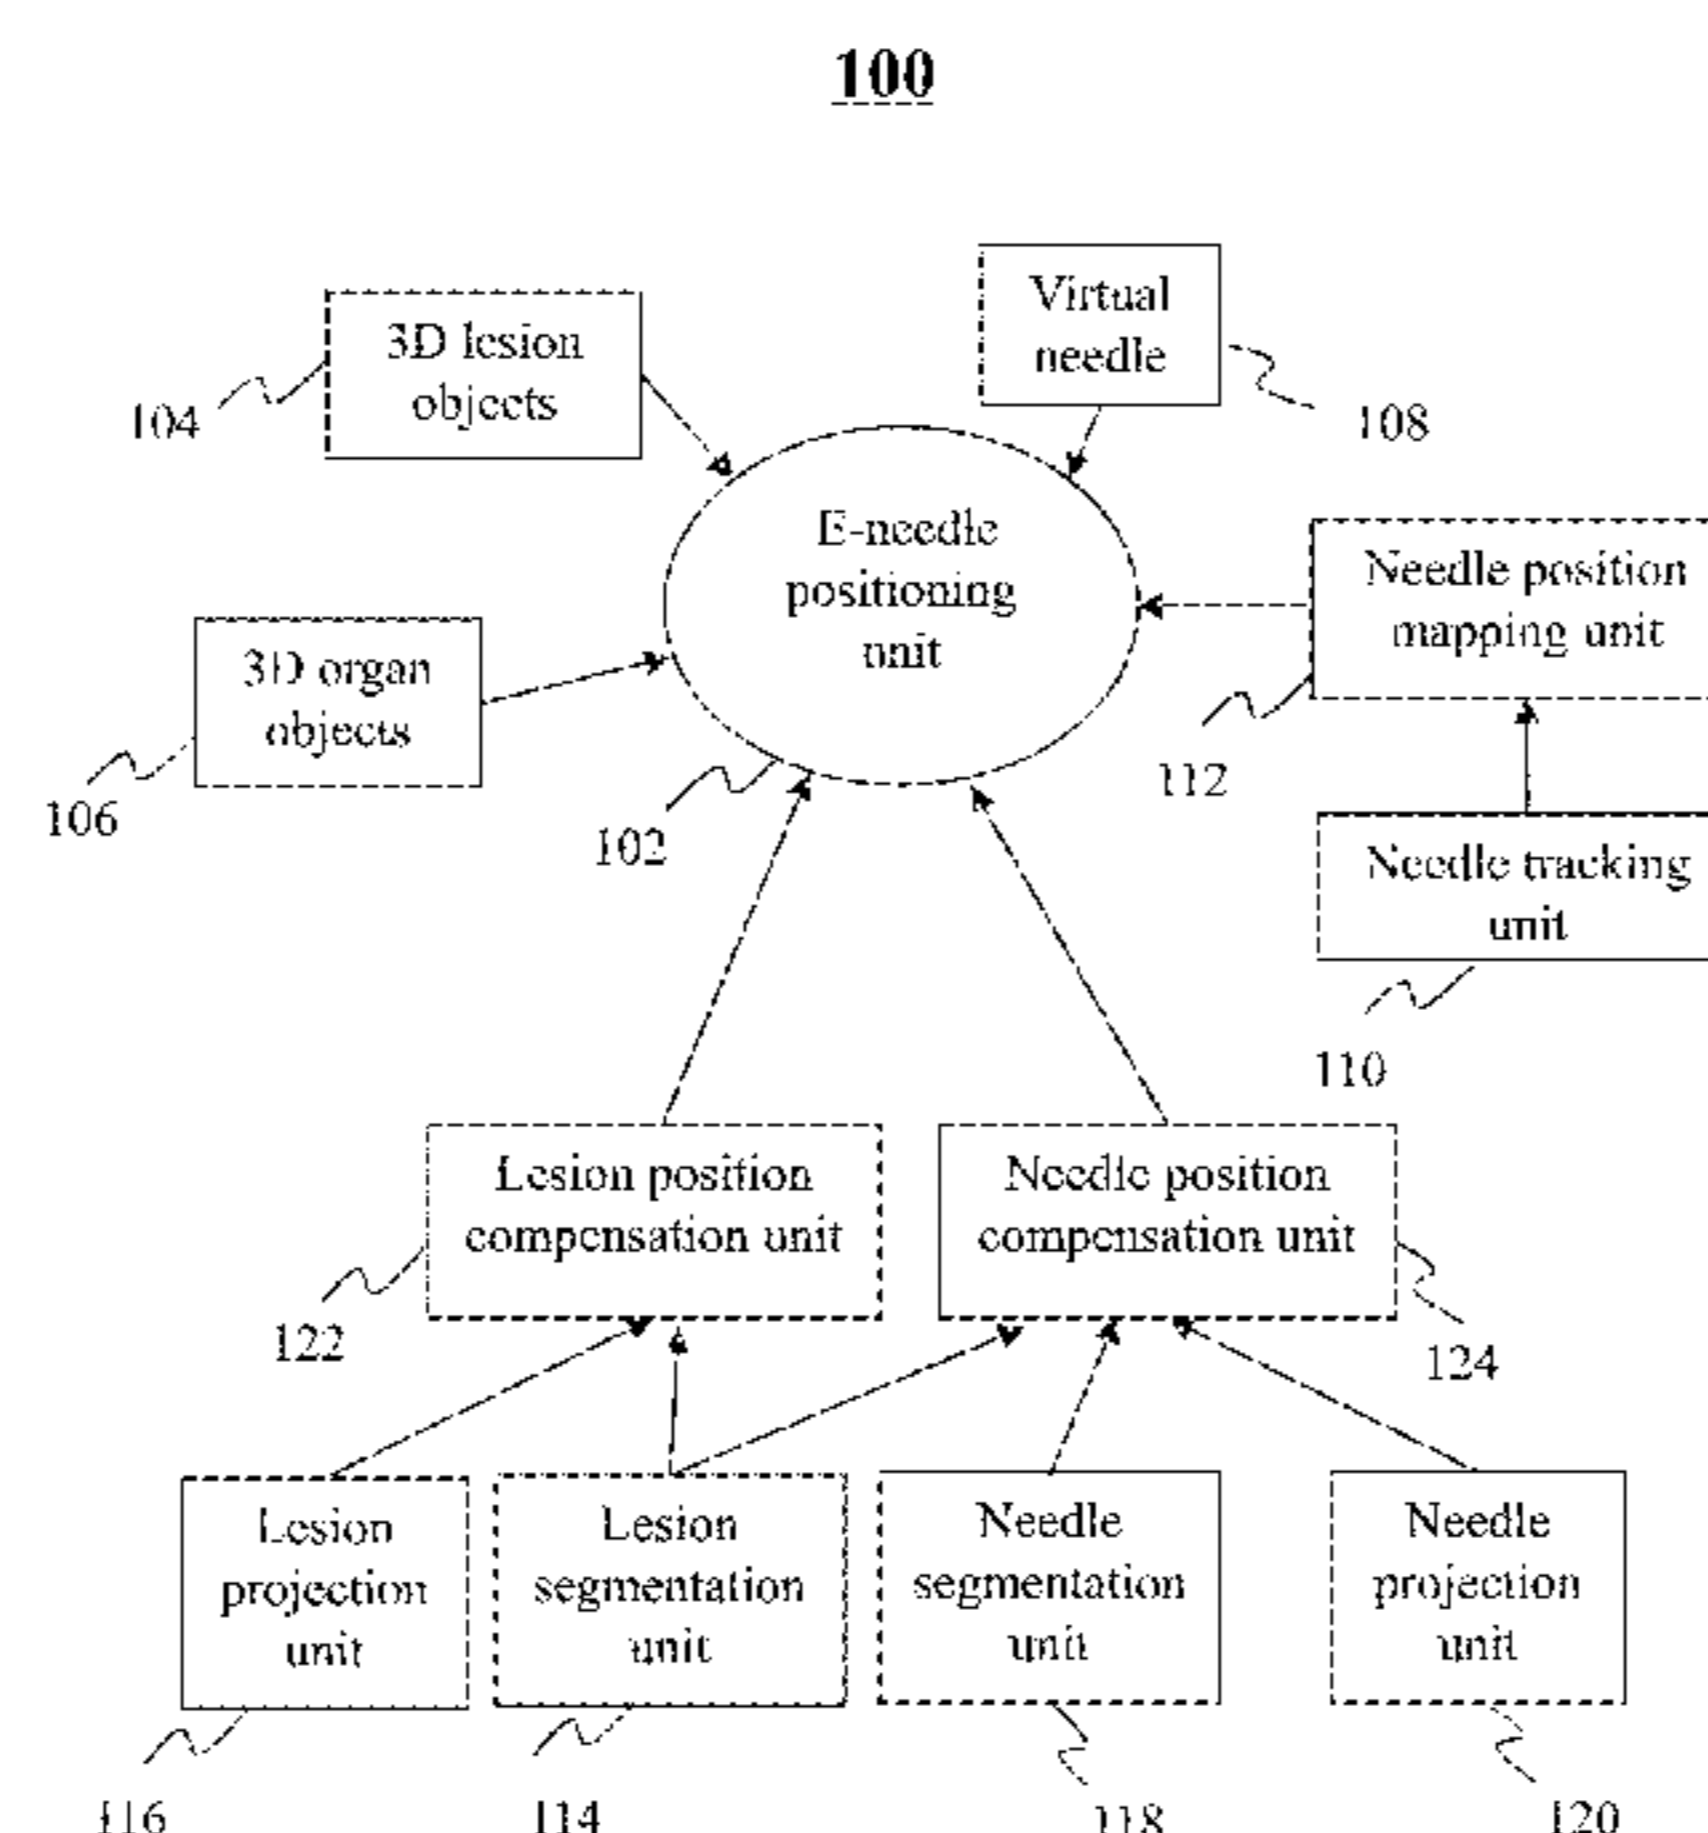 100
Virtual
needle
3D lesion
objects
104
108
E-needle
positioning
unit
Needle position
mapping unit
3D organ
objects
106
102
112
Needle tracking
unit
110
Lesion position
compensation unit
Needle position
compensation unit
122
124
Lesion
projection
unit
Lesion
segmentation
unit
Needle
segmentation
unit
Needle
projection
unit
116
114
118
120